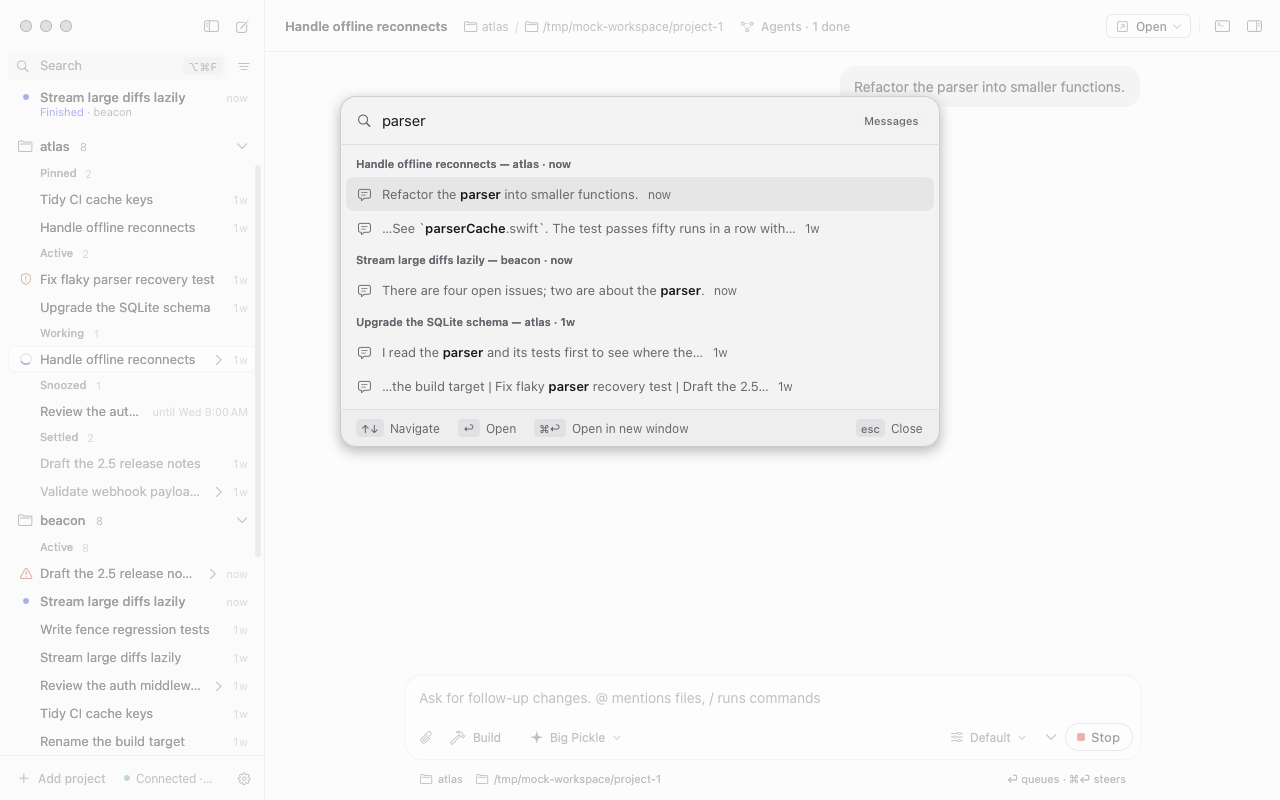 Search ⌥⌘F
Stream large diffs lazily now
Finished · beacon
atlas 8
Pinned 2
Tidy CI cache keys 1w
Handle offline reconnects 1w
Active 2
Fix flaky parser recovery test 1w
Upgrade the SQLite schema 1w
Working 1
Handle offline reconnects 1w
Snoozed 1
Review the aut... until Wed 9:00 AM
Settled 2
Draft the 2.5 release notes 1w
Validate webhook payloa... 1w
beacon 8
Active 8
Draft the 2.5 release no... now
Stream large diffs lazily now
Write fence regression tests 1w
Stream large diffs lazily 1w
Review the auth middlew... 1w
Tidy CI cache keys 1w
Rename the build target 1w
Add project Connected ·...
Handle offline reconnects atlas / /tmp/mock-workspace/project-1 Agents · 1 done Open
Refactor the parser into smaller functions.
parser Messages
Handle offline reconnects — atlas · now
Refactor the parser into smaller functions. now
...See `parserCache.swift`. The test passes fifty runs in a row with... 1w
Stream large diffs lazily — beacon · now
There are four open issues; two are about the parser. now
Upgrade the SQLite schema — atlas · 1w
I read the parser and its tests first to see where the... 1w
...the build target | Fix flaky parser recovery test | Draft the 2.5... 1w
↑↓ Navigate ↩ Open ⌘↩ Open in new window esc Close
Ask for follow-up changes. @ mentions files, / runs commands
Build Big Pickle Default Stop
atlas /tmp/mock-workspace/project-1 ↩ queues · ⌘↩ steers